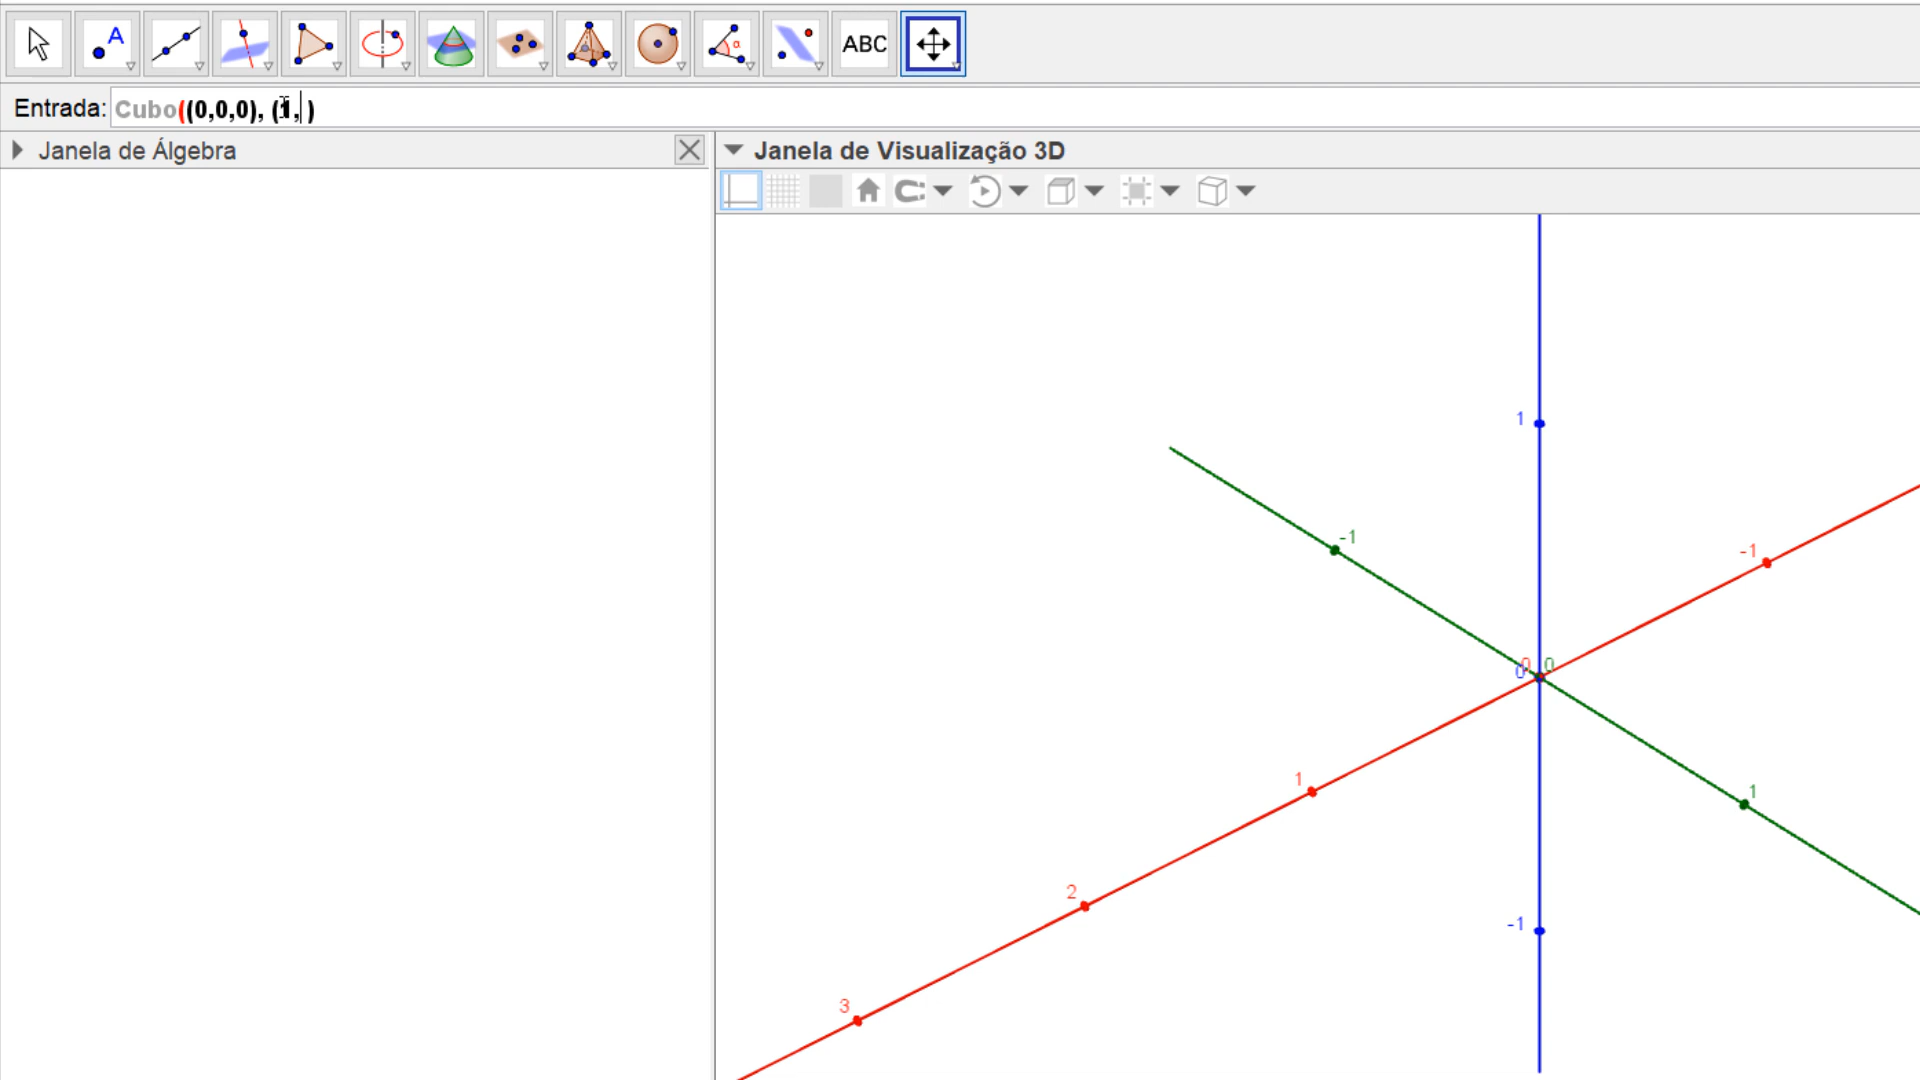 A
α
ABC
Entrada: Cubo((0,0,0), (1, )
Janela de Álgebra
Janela de Visualização 3D
1
-1
-1
0 0 0
1
1
2
-1
3